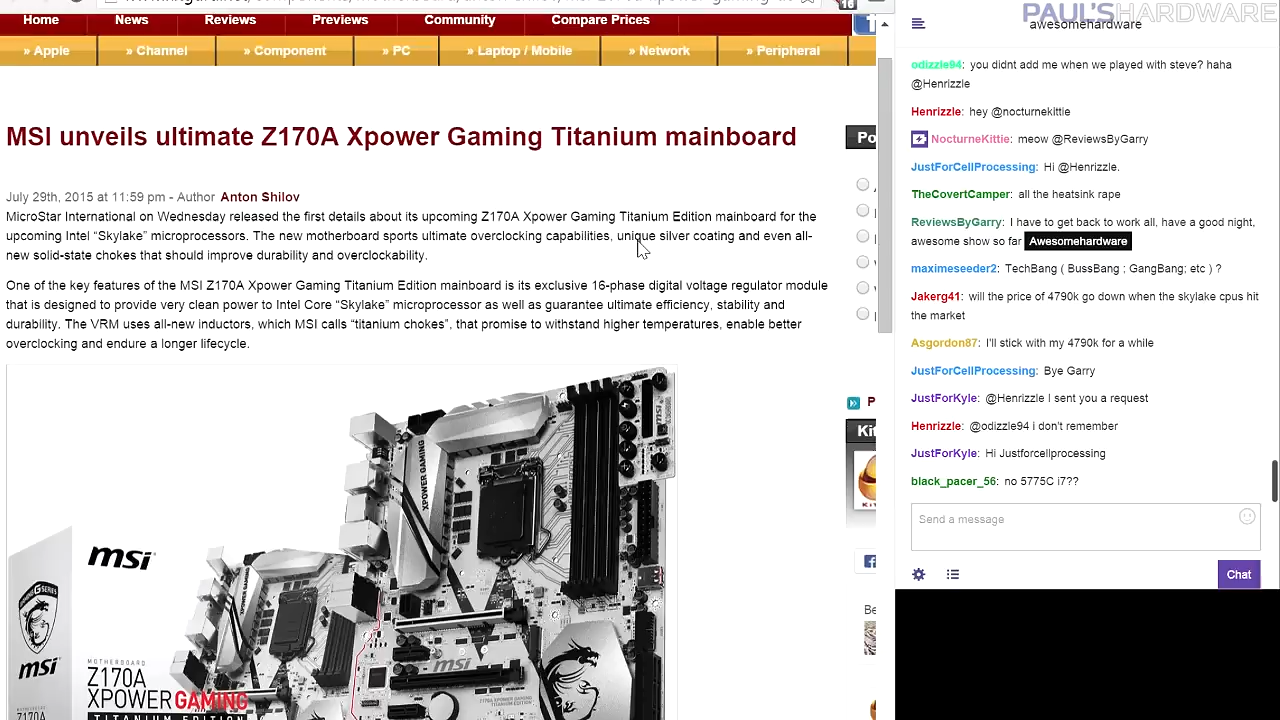 Home News Reviews Previews Community Compare Prices
» Apple » Channel » Component » PC » Laptop / Mobile » Network » Peripheral
MSI unveils ultimate Z170A Xpower Gaming Titanium mainboard
July 29th, 2015 at 11:59 pm - Author Anton Shilov
MicroStar International on Wednesday released the first details about its upcoming Z170A Xpower Gaming Titanium Edition mainboard for the
upcoming Intel “Skylake” microprocessors. The new motherboard sports ultimate overclocking capabilities, unique silver coating and even all-
new solid-state chokes that should improve durability and overclockability.
One of the key features of the MSI Z170A Xpower Gaming Titanium Edition mainboard is its exclusive 16-phase digital voltage regulator module
that is designed to provide very clean power to Intel Core “Skylake” microprocessor as well as guarantee ultimate efficiency, stability and
durability. The VRM uses all-new inductors, which MSI calls “titanium chokes”, that promise to withstand higher temperatures, enable better
overclocking and endure a longer lifecycle.
XPOWER GAMING
msi
msi
msi
MOTHERBOARD
Z170A
XPOWER GAMING
TITANIUM EDITION
Z170A
msi
Po
P
Kit
Be
16
PAUL'SHARDWARE
awesomehardware
odizzle94: you didnt add me when we played with steve? haha
@Henrizzle
Henrizzle: hey @nocturnekittie
NocturneKittie: meow @ReviewsByGarry
JustForCellProcessing: Hi @Henrizzle.
TheCovertCamper: all the heatsink rape
ReviewsByGarry: I have to get back to work all, have a good night,
awesome show so far Awesomehardware
maximeseeder2: TechBang ( BussBang ; GangBang; etc ) ?
Jakerg41: will the price of 4790k go down when the skylake cpus hit
the market
Asgordon87: I'll stick with my 4790k for a while
JustForCellProcessing: Bye Garry
JustForKyle: @Henrizzle I sent you a request
Henrizzle: @odizzle94 i don't remember
JustForKyle: Hi Justforcellprocessing
black_pacer_56: no 5775C i7??
Send a message
Chat